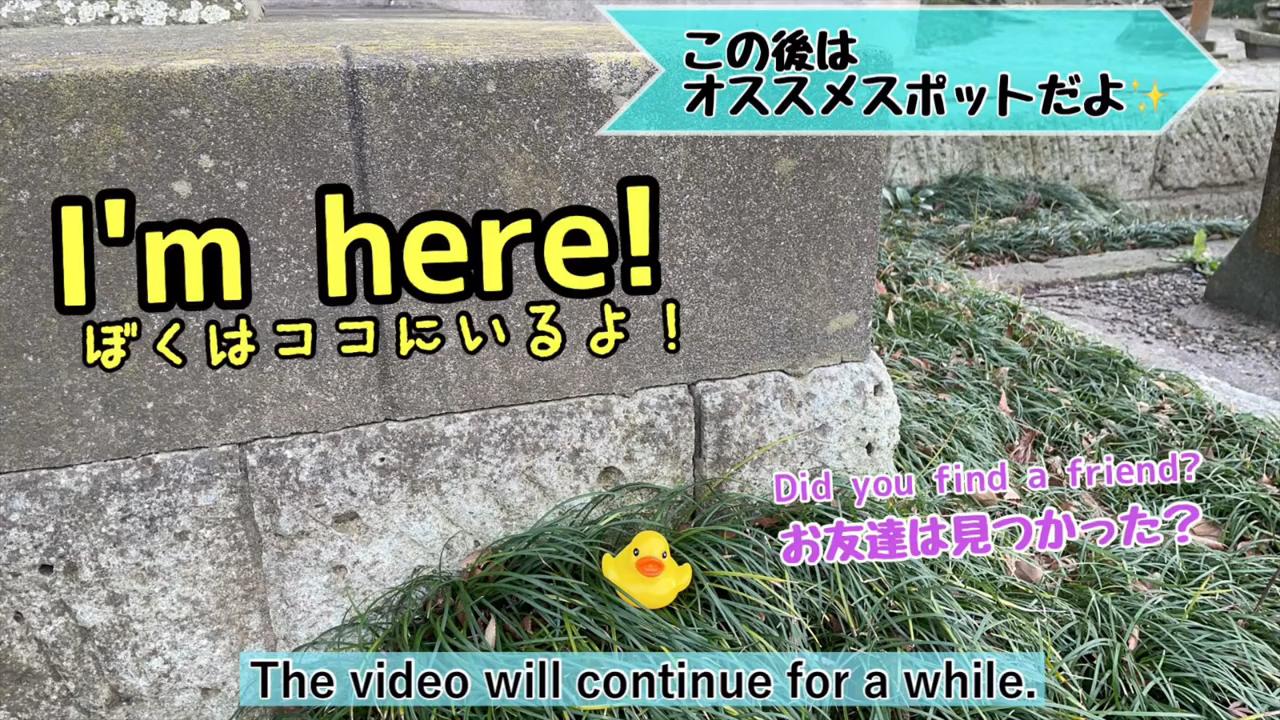 この後は
オススメスポットだよ✨
I'm here!
ぼくはココにいるよ！
Did you find a friend?
お友達は見つかった？
The video will continue for a while.